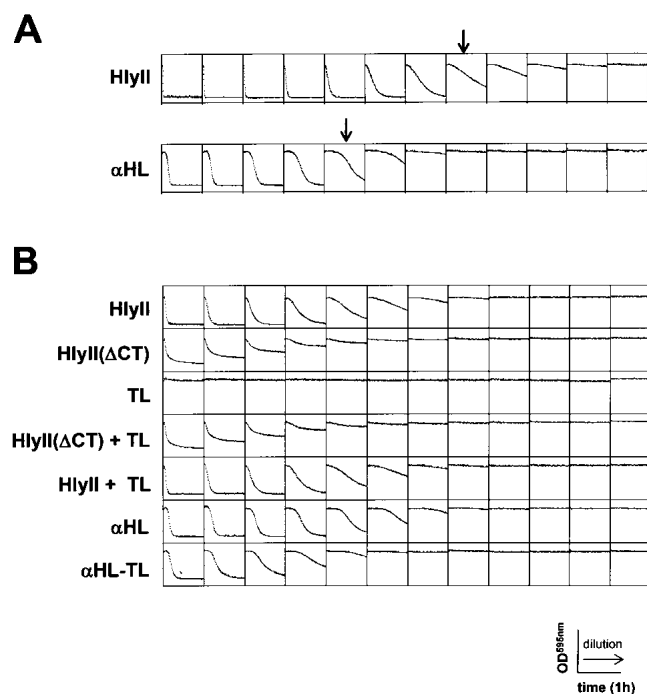 A
HlyII
αHL
B
HlyII
HlyII(ΔCT)
TL
HlyII(ΔCT) + TL
HlyII + TL
αHL
αHL-TL
OD595nm
dilution
time (1h)